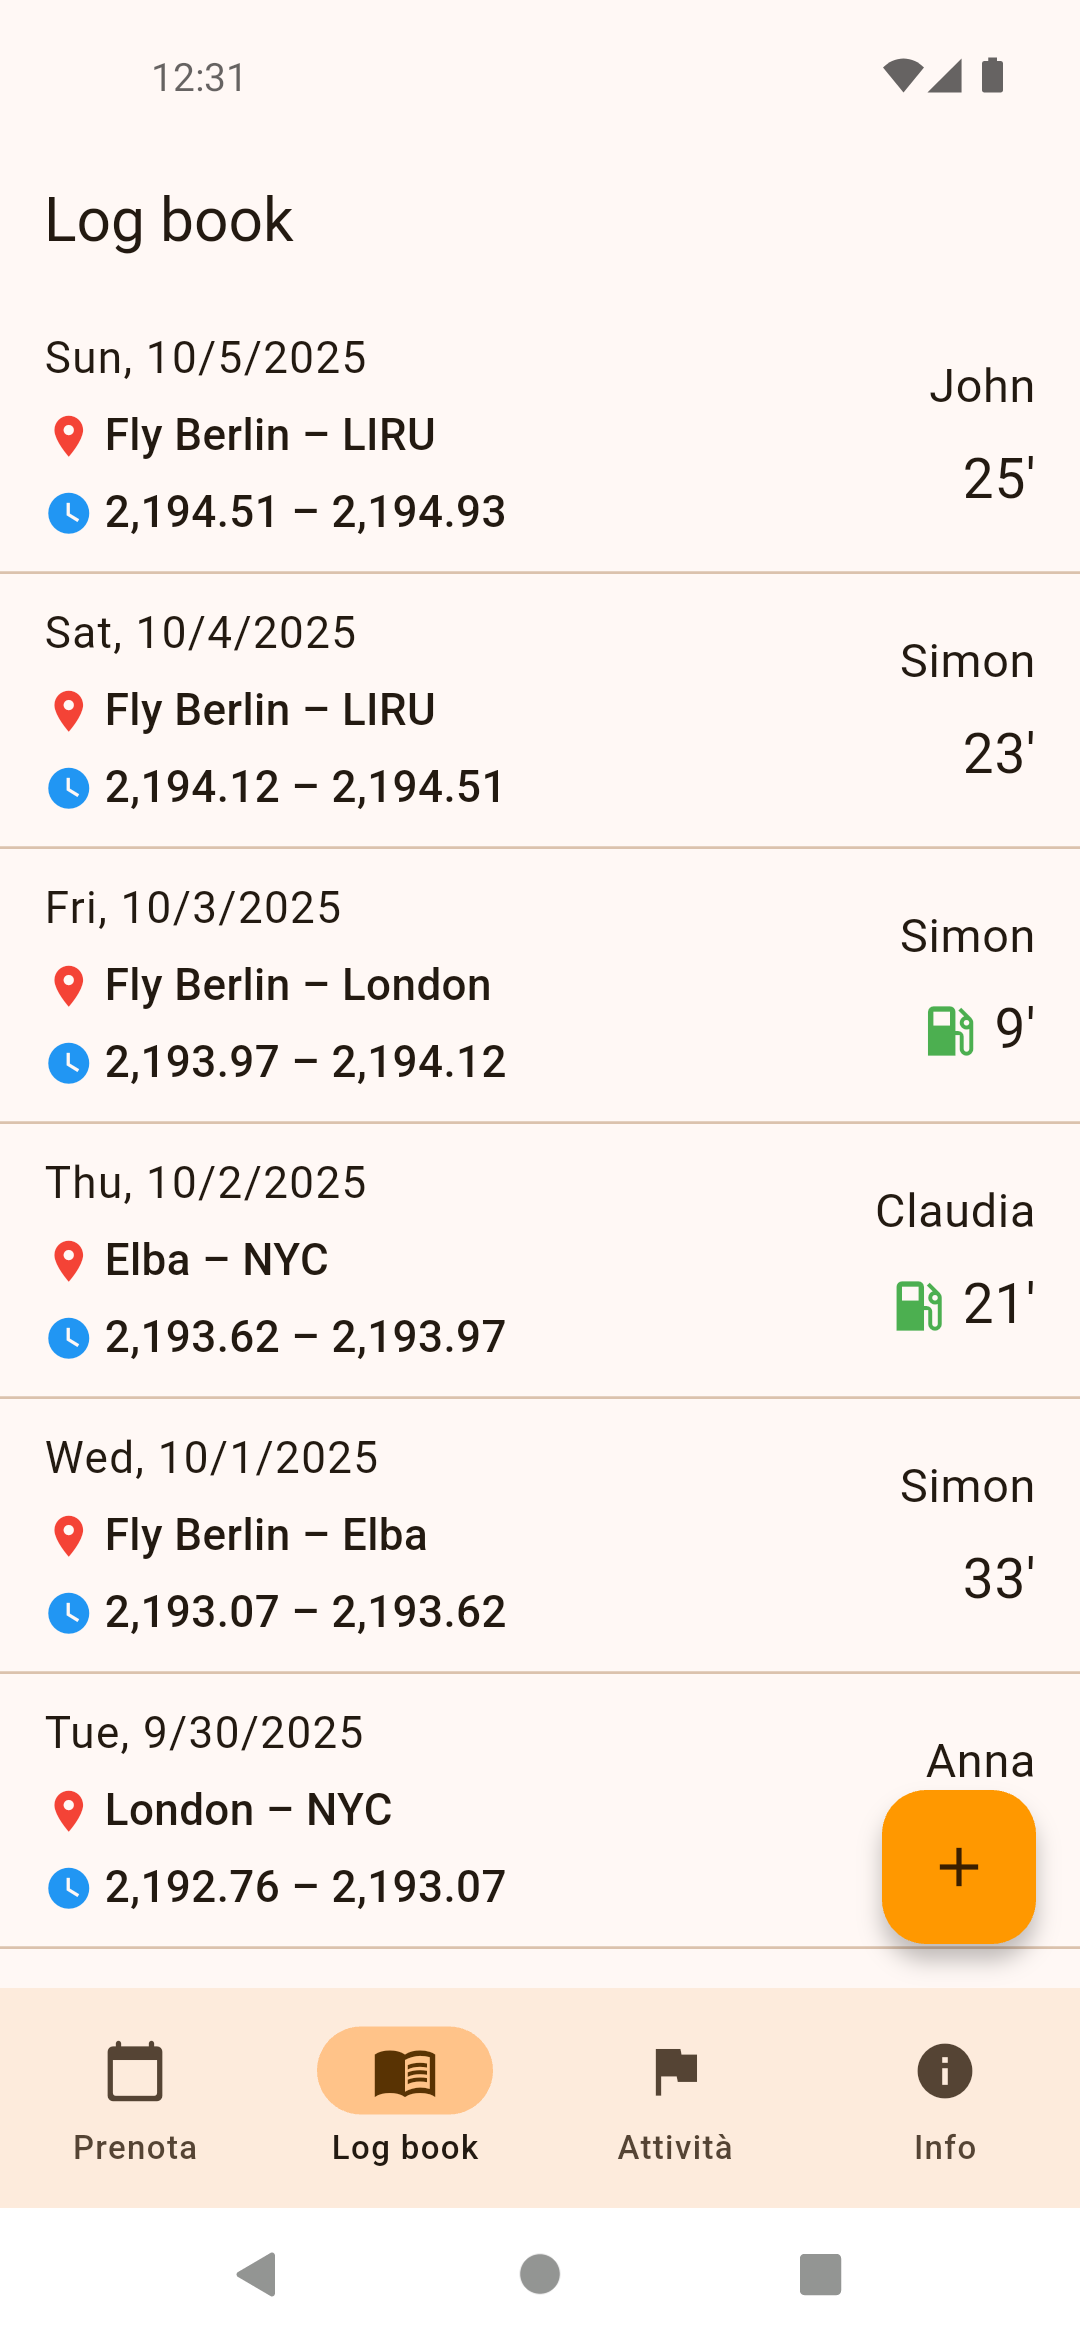 12:31
Log book
Sun, 10/5/2025
John
Fly Berlin – LIRU
25'
2,194.51 – 2,194.93
Sat, 10/4/2025
Simon
Fly Berlin – LIRU
23'
2,194.12 – 2,194.51
Fri, 10/3/2025
Simon
Fly Berlin – London
9'
2,193.97 – 2,194.12
Thu, 10/2/2025
Claudia
Elba – NYC
21'
2,193.62 – 2,193.97
Wed, 10/1/2025
Simon
Fly Berlin – Elba
33'
2,193.07 – 2,193.62
Tue, 9/30/2025
Anna
London – NYC
2,192.76 – 2,193.07
Prenota
Log book
Attività
Info